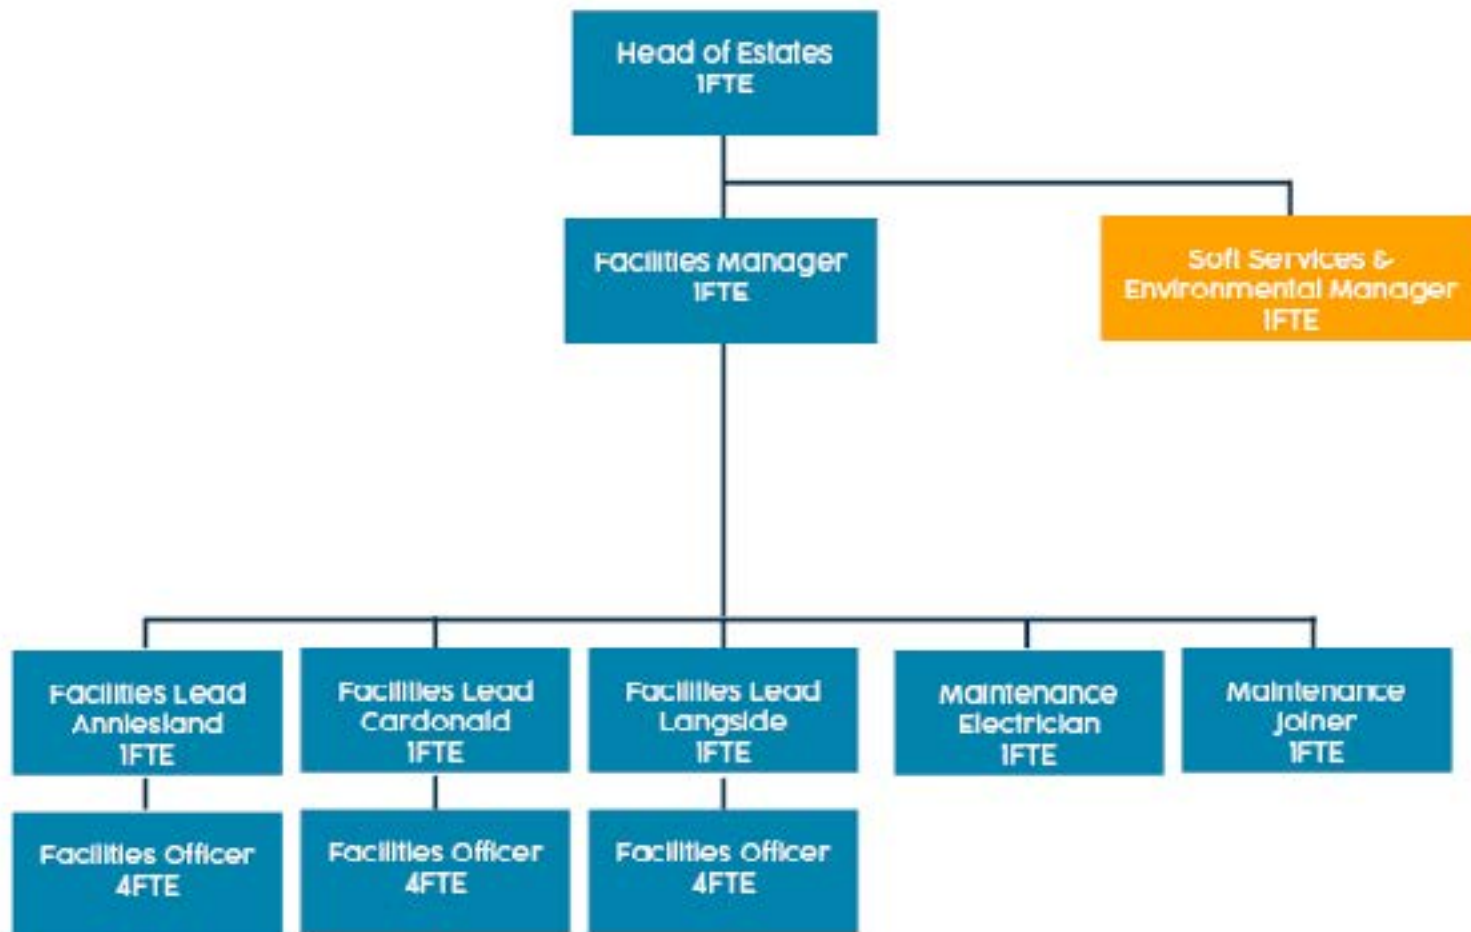 Head of Estates
1FTE
Facilities Manager
1FTE
Soft Services &
Environmental Manager
1FTE
Facilities Lead
Anniesland
1FTE
Facilities Lead
Cardonald
1FTE
Facilities Lead
Langside
1FTE
Maintenance
Electrician
1FTE
Maintenance
Joiner
1FTE
Facilities Officer
4FTE
Facilities Officer
4FTE
Facilities Officer
4FTE